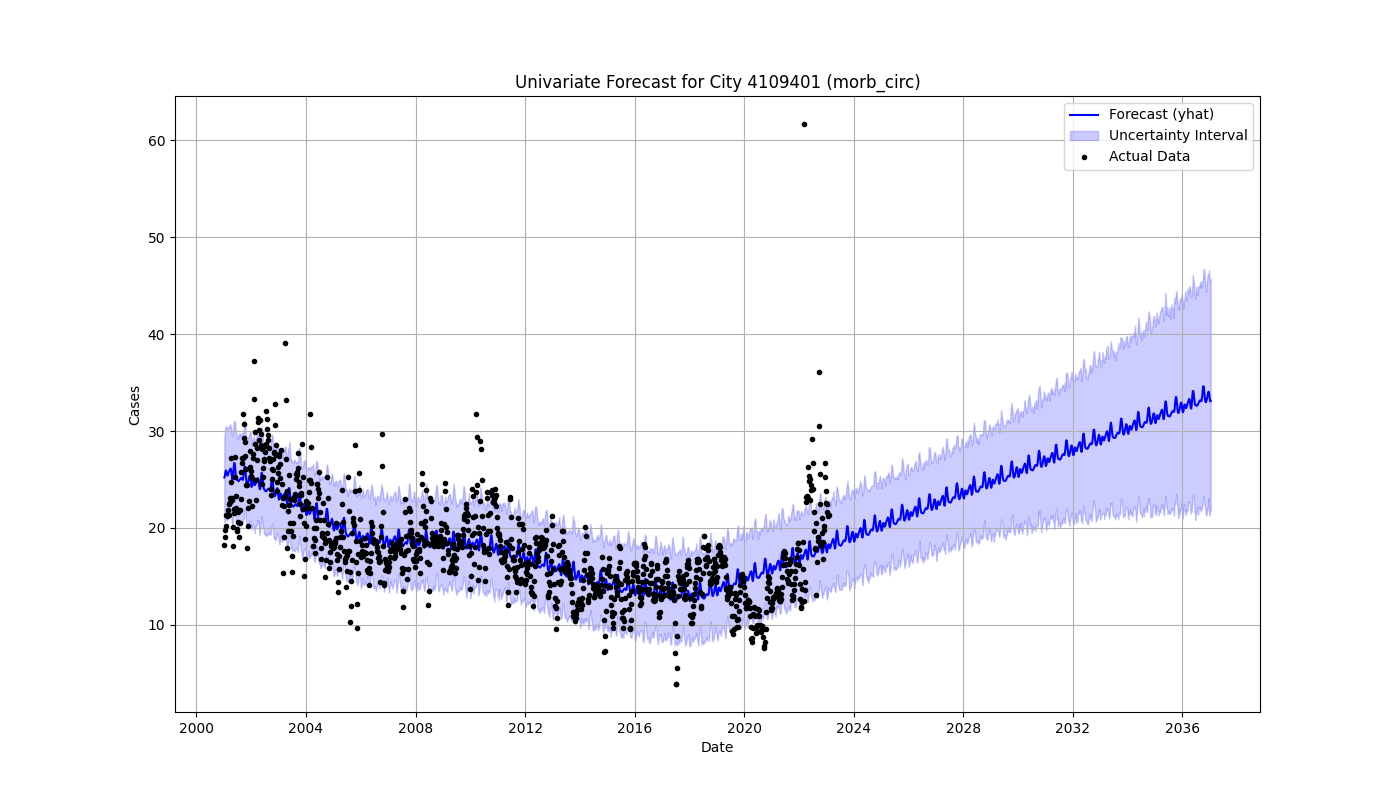 Univariate Forecast for City 4109401 (morb_circ)
Forecast (yhat)
Uncertainty Interval
Actual Data
60
50
40
30
20
10
Cases
2000 2004 2008 2012 2016 2020 2024 2028 2032 2036
Date